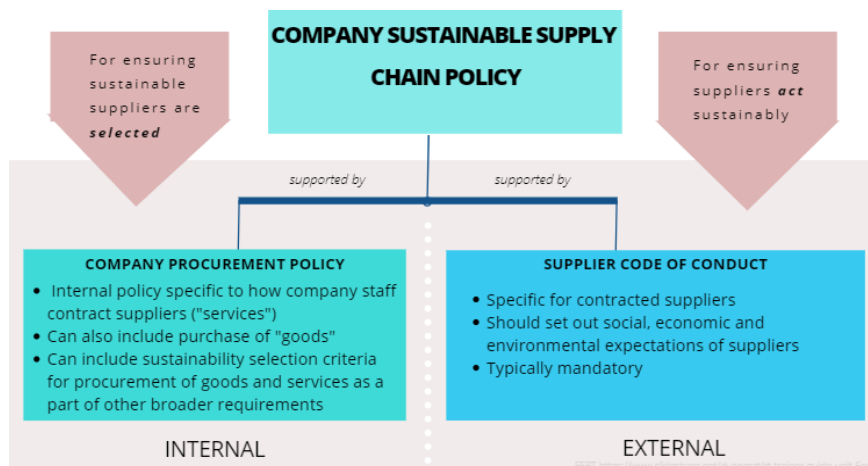 COMPANY SUSTAINABLE SUPPLY
CHAIN POLICY
For ensuring
sustainable
suppliers are
selected
For ensuring
suppliers act
sustainably
supported by
supported by
COMPANY PROCUREMENT POLICY
• Internal policy specific to how company staff
contract suppliers ("services")
• Can also include purchase of "goods"
• Can include sustainability selection criteria
for procurement of goods and services as a
part of other broader requirements
SUPPLIER CODE OF CONDUCT
• Specific for contracted suppliers
• Should set out social, economic and
environmental expectations of suppliers
• Typically mandatory
INTERNAL
EXTERNAL